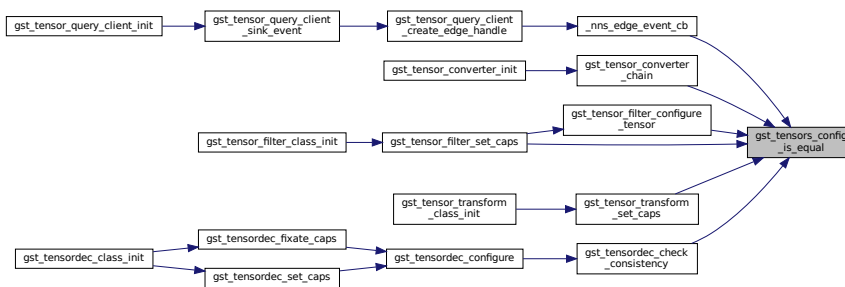 gst_tensor_query_client_init
gst_tensor_query_client
_sink_event
gst_tensor_query_client
_create_edge_handle
_nns_edge_event_cb
gst_tensor_converter_init
gst_tensor_converter
_chain
gst_tensor_filter_class_init
gst_tensor_filter_set_caps
gst_tensor_filter_configure
_tensor
gst_tensors_config
_is_equal
gst_tensor_transform
_class_init
gst_tensor_transform
_set_caps
gst_tensordec_class_init
gst_tensordec_fixate_caps
gst_tensordec_set_caps
gst_tensordec_configure
gst_tensordec_check
_consistency